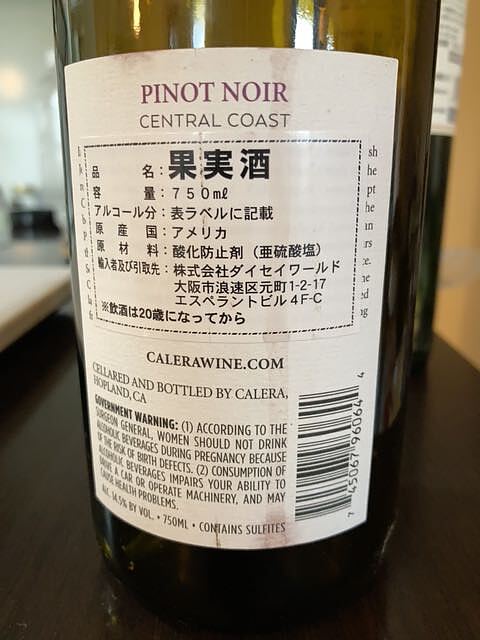 PINOT NOIR
CENTRAL COAST
品名：果実酒
容量：７５０㎖
アルコール分：表ラベルに記載
原産国：アメリカ
原材料：酸化防止剤（亜硫酸塩）
輸入者及び引取先：株式会社ダイセイワールド
大阪市浪速区元町1-2-17
エスペラントビル４F-C
※飲酒は20歳になってから
CALERAWINE.COM
CELLARED AND BOTTLED BY CALERA,
HOPLAND, CA
GOVERNMENT WARNING: (1) ACCORDING TO THE
SURGEON GENERAL, WOMEN SHOULD NOT DRINK
ALCOHOLIC BEVERAGES DURING PREGNANCY BECAUSE
OF THE RISK OF BIRTH DEFECTS. (2) CONSUMPTION OF
ALCOHOLIC BEVERAGES IMPAIRS YOUR ABILITY TO
DRIVE A CAR OR OPERATE MACHINERY, AND MAY
CAUSE HEALTH PROBLEMS.
ALC. 14.5% BY VOL. • 750ML • CONTAINS SULFITES
7 45067 96064 4